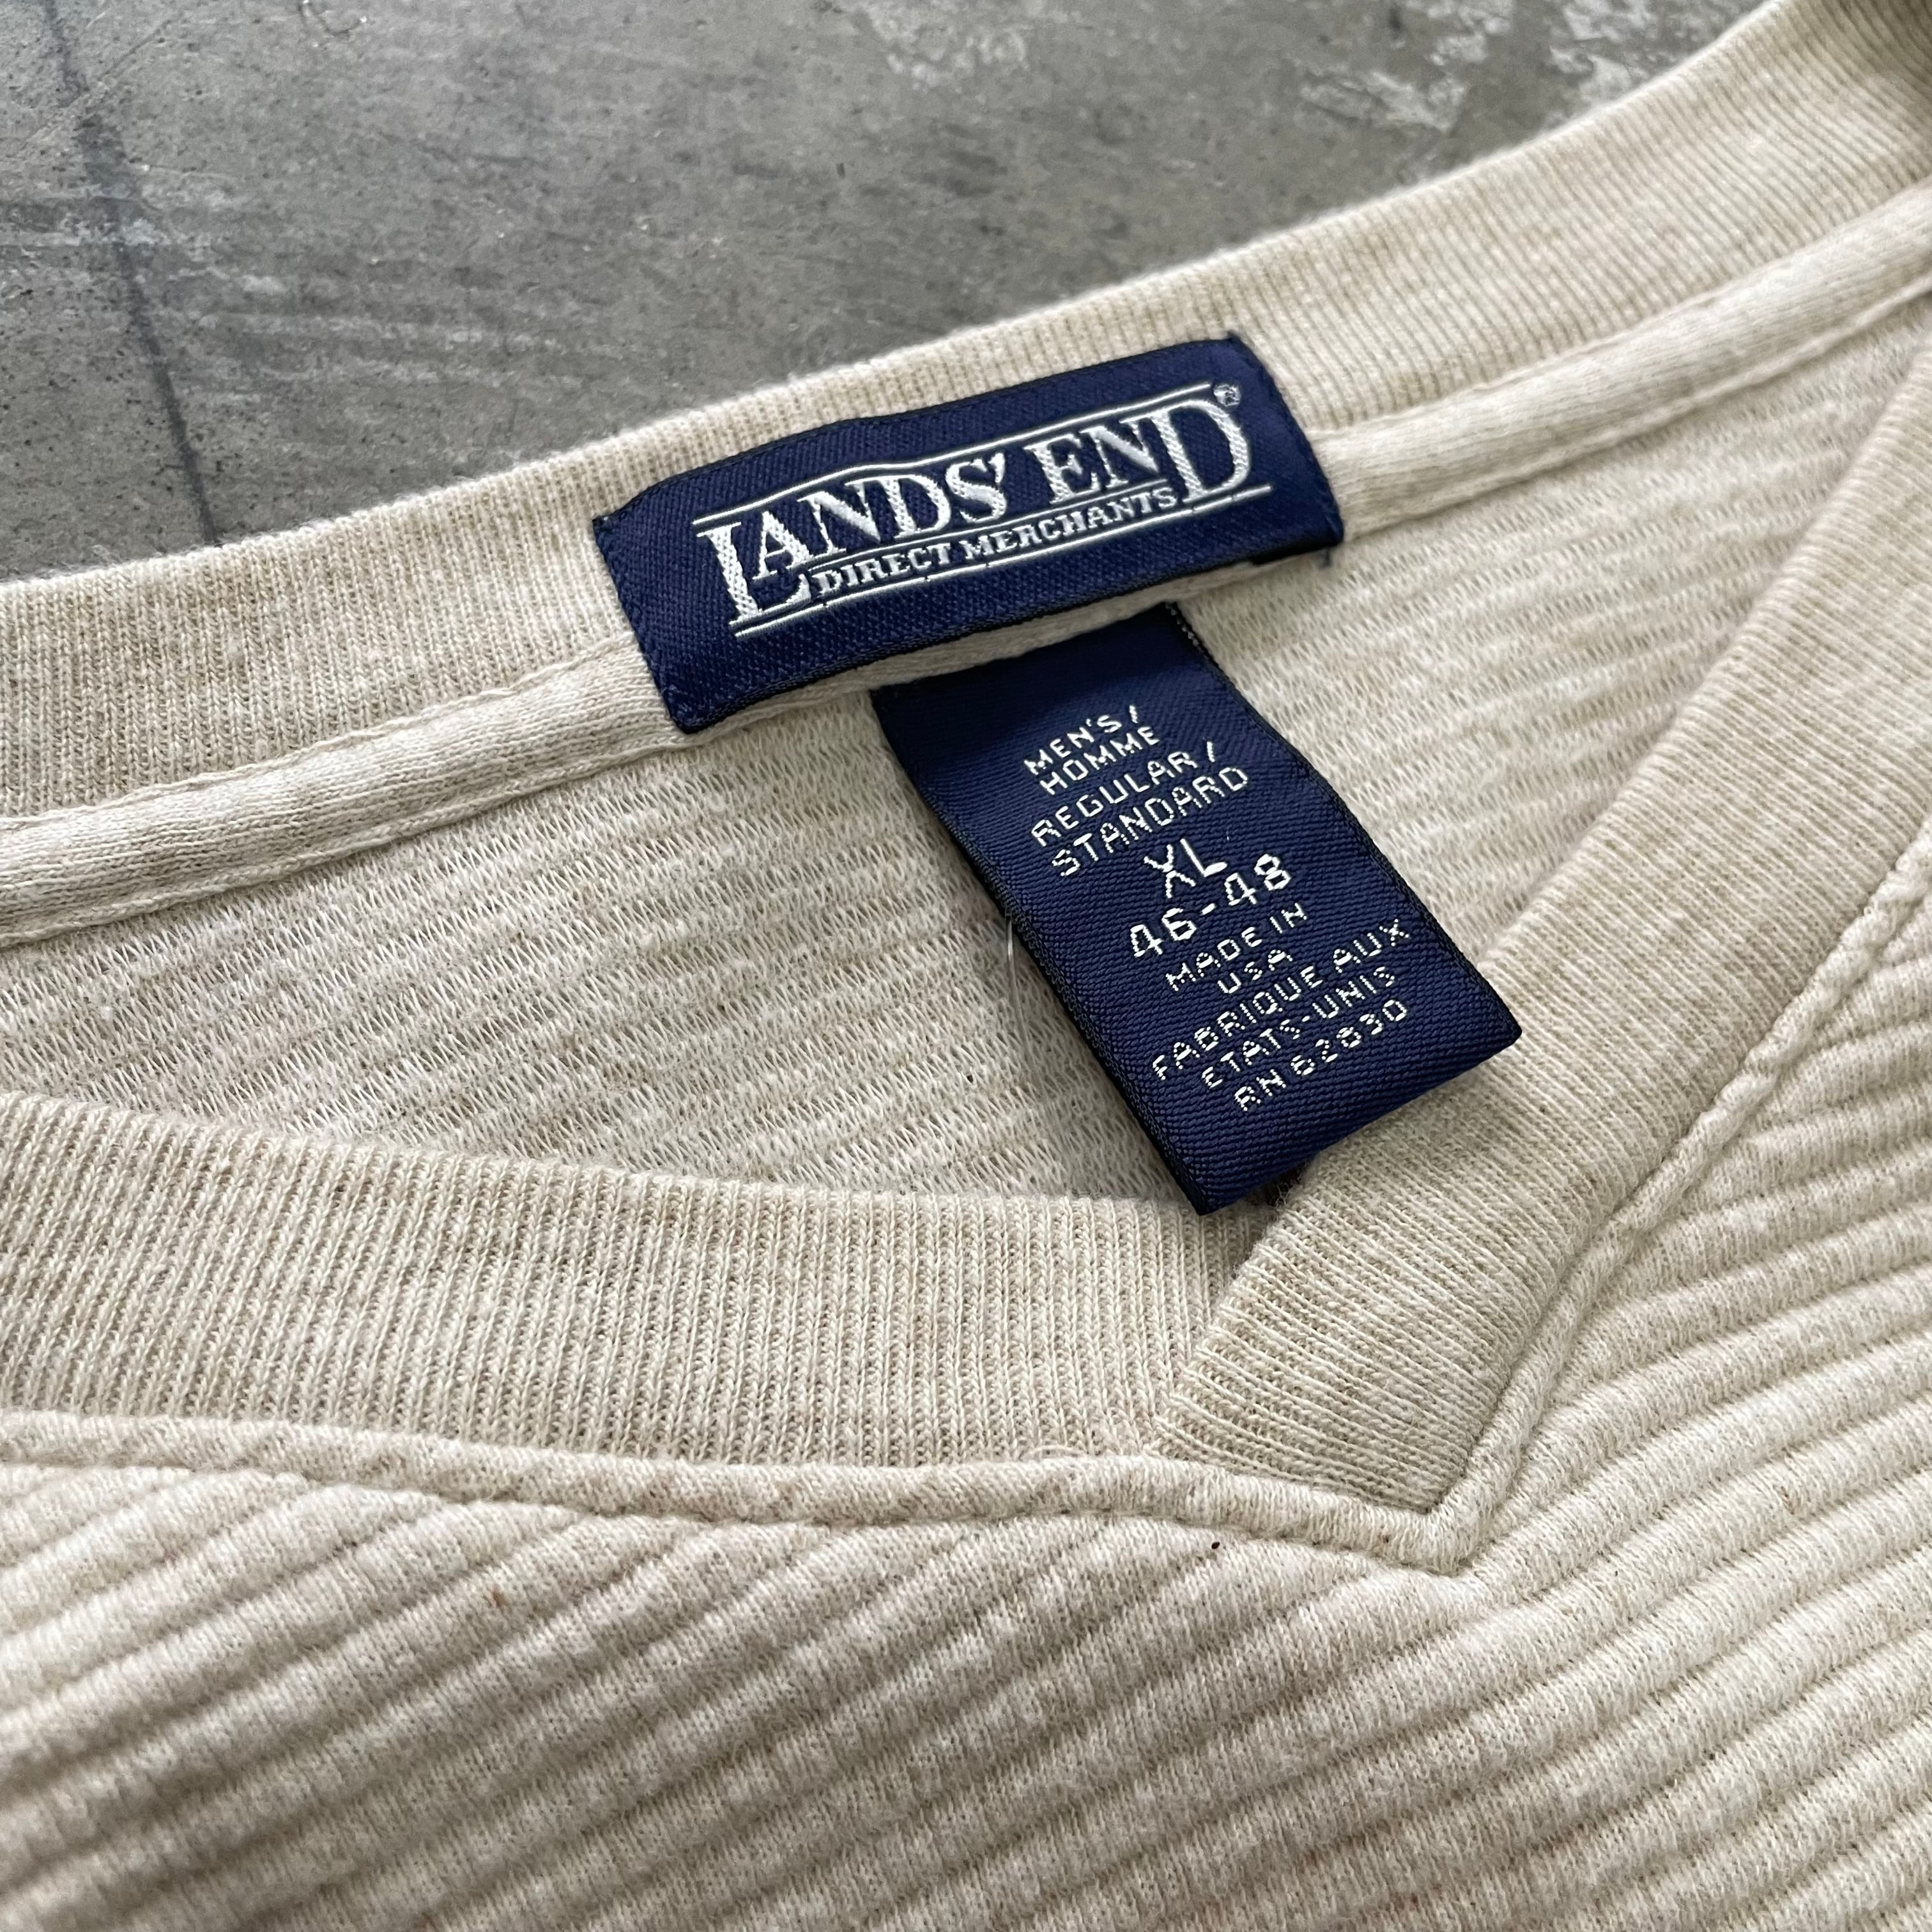 LANDS' END®
DIRECT MERCHANTS
MEN'S/
HOMME
REGULAR/
STANDARD
XL
46-48
MADE IN
USA
FABRIQUE AUX
ETATS-UNIS
RN 62830